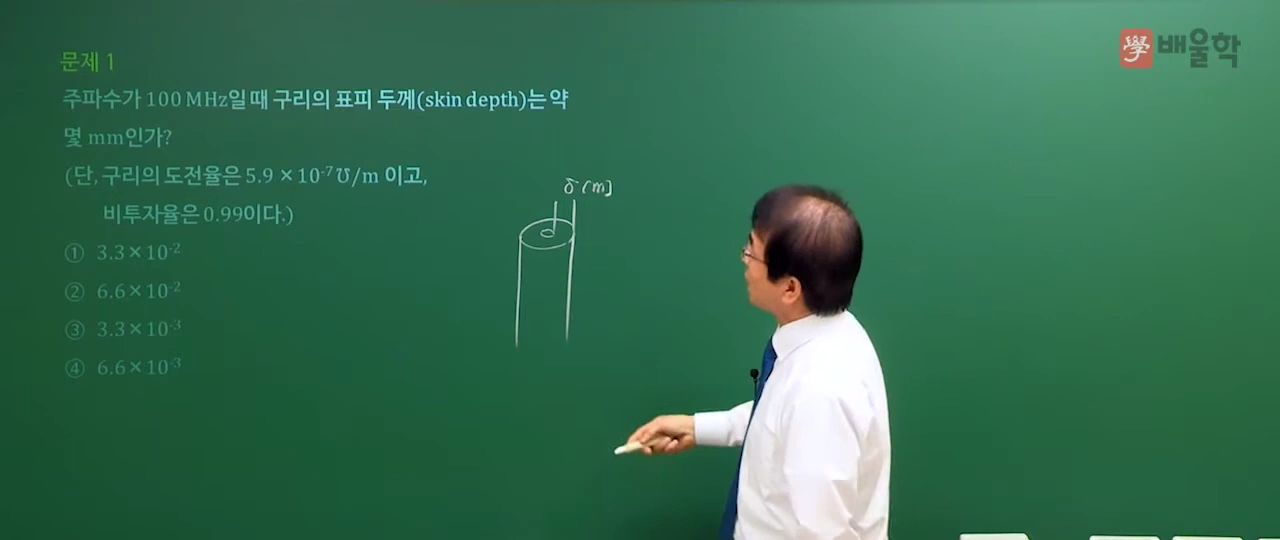 學 배울학
문제 1
주파수가 100 MHz일 때 구리의 표피 두께(skin depth)는 약
몇 mm인가?
(단, 구리의 도전율은 5.9 × 10⁻⁷ ℧/m 이고,
비투자율은 0.99이다.)
① 3.3 × 10⁻²
② 6.6 × 10⁻²
③ 3.3 × 10⁻³
④ 6.6 × 10⁻³
δ [m]